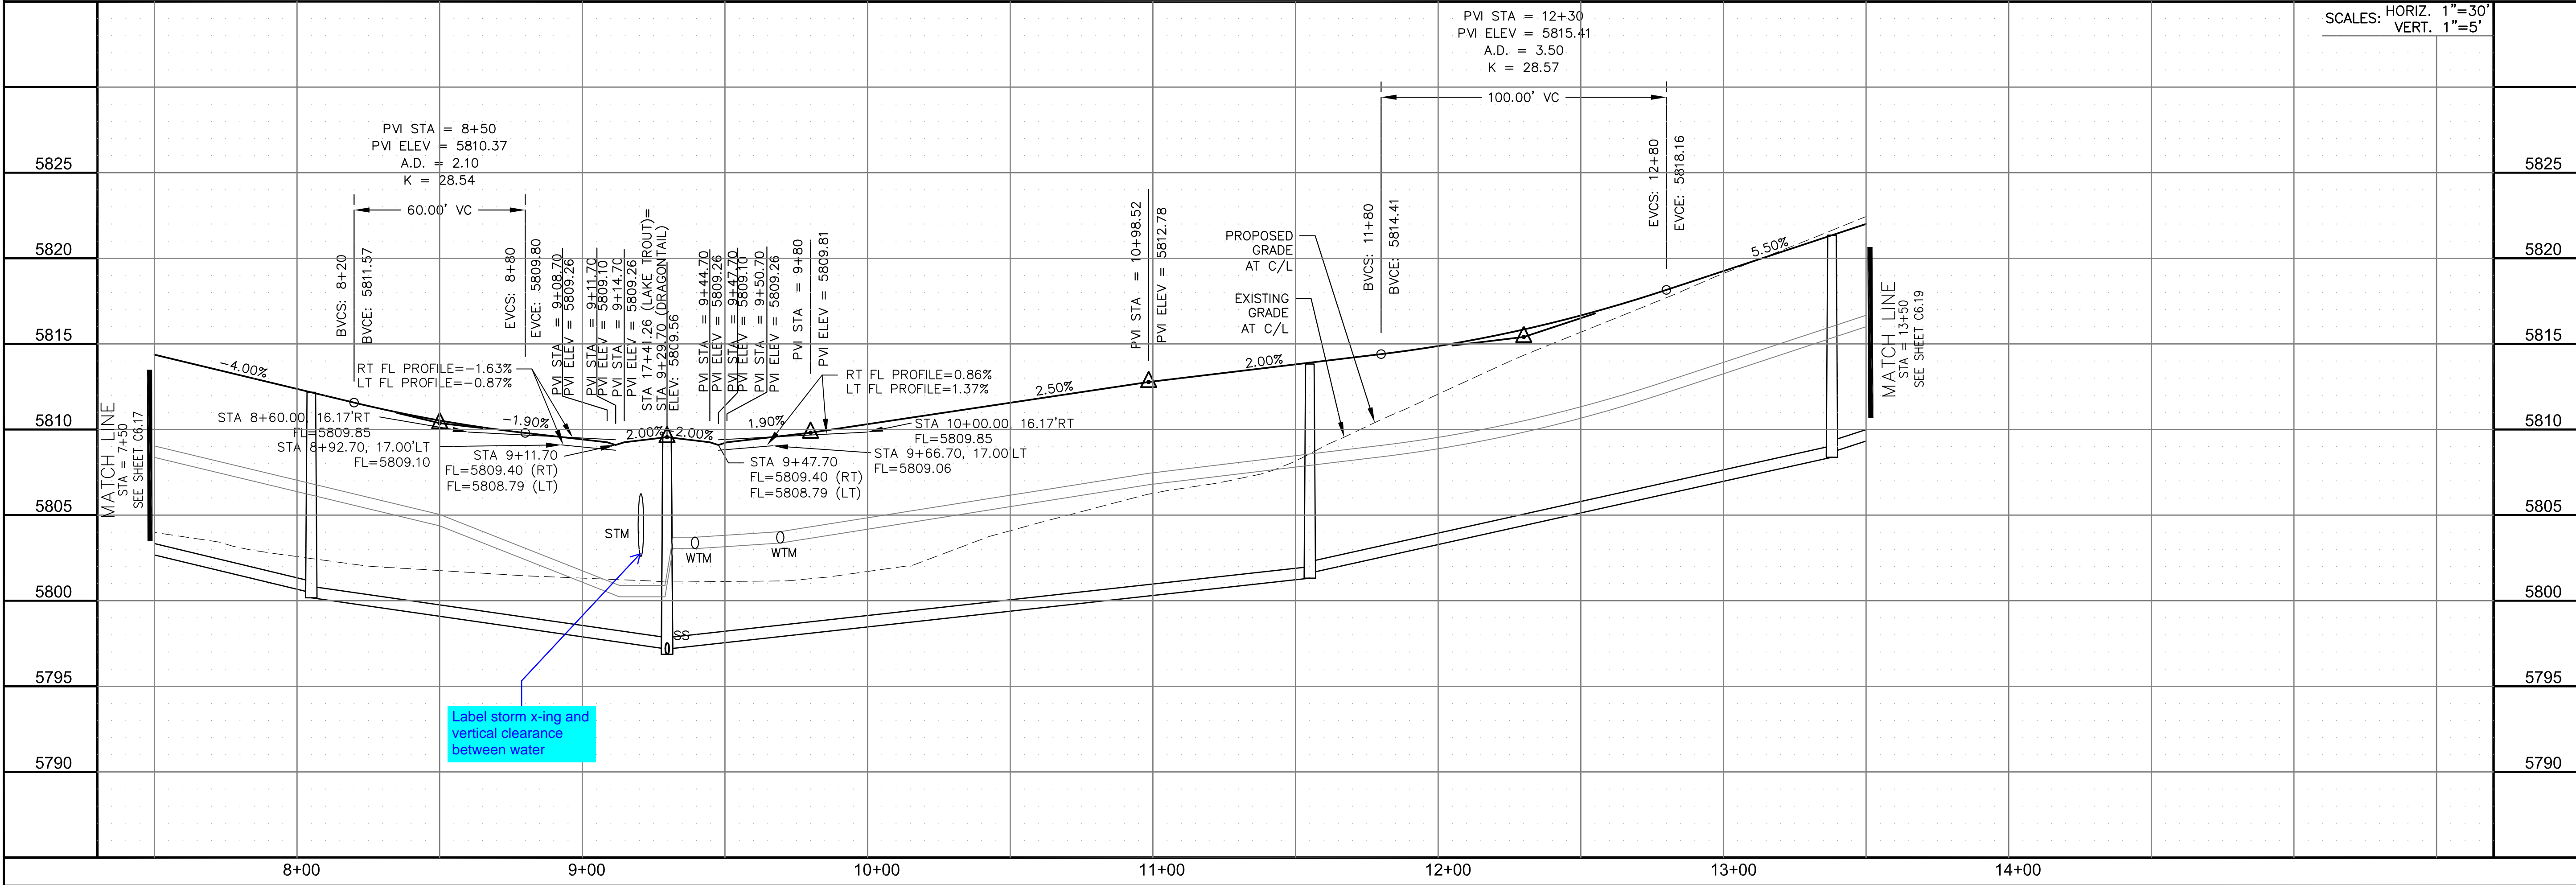 SCALES: HORIZ. 1"=30'
VERT. 1"=5'
PVI STA = 12+30
PVI ELEV = 5815.41
A.D. = 3.50
K = 28.57
100.00' VC
PVI STA = 8+50
PVI ELEV = 5810.37
A.D. = 2.10
K = 28.54
60.00' VC
BVCS: 8+20
BVCE: 5811.57
EVCS: 8+80
EVCE: 5809.80
PVI STA = 9+08.70
PVI ELEV = 5809.26
PVI STA = 9+11.70
PVI ELEV = 5809.10
PVI STA = 9+14.70
PVI ELEV = 5809.26
STA 17+41.26 (LAKE TROUT)=
STA 9+29.70 (DRAGONTAIL)
ELEV: 5809.56
PVI STA = 9+44.70
PVI ELEV = 5809.26
PVI STA = 9+47.70
PVI ELEV = 5809.10
PVI STA = 9+50.70
PVI ELEV = 5809.26
PVI STA = 9+80
PVI ELEV = 5809.81
PVI STA = 10+98.52
PVI ELEV = 5812.78
BVCS: 11+80
BVCE: 5814.41
EVCS: 12+80
EVCE: 5818.16
PROPOSED
GRADE
AT C/L
EXISTING
GRADE
AT C/L
-4.00%
-1.90%
2.00%
-2.00%
1.90%
2.50%
2.00%
5.50%
RT FL PROFILE=-1.63%
LT FL PROFILE=-0.87%
RT FL PROFILE=0.86%
LT FL PROFILE=1.37%
STA 8+60.00, 16.17'RT
FL=5809.85
STA 8+92.70, 17.00'LT
FL=5809.10
STA 9+11.70
FL=5809.40 (RT)
FL=5808.79 (LT)
STA 9+47.70
FL=5809.40 (RT)
FL=5808.79 (LT)
STA 10+00.00, 16.17'RT
FL=5809.85
STA 9+66.70, 17.00'LT
FL=5809.06
MATCH LINE
STA = 7+50
SEE SHEET C6.17
MATCH LINE
STA = 13+50
SEE SHEET C6.19
STM
WTM
WTM
SS
Label storm x-ing and
vertical clearance
between water
5825
5820
5815
5810
5805
5800
5795
5790
5825
5820
5815
5810
5805
5800
5795
5790
8+00
9+00
10+00
11+00
12+00
13+00
14+00